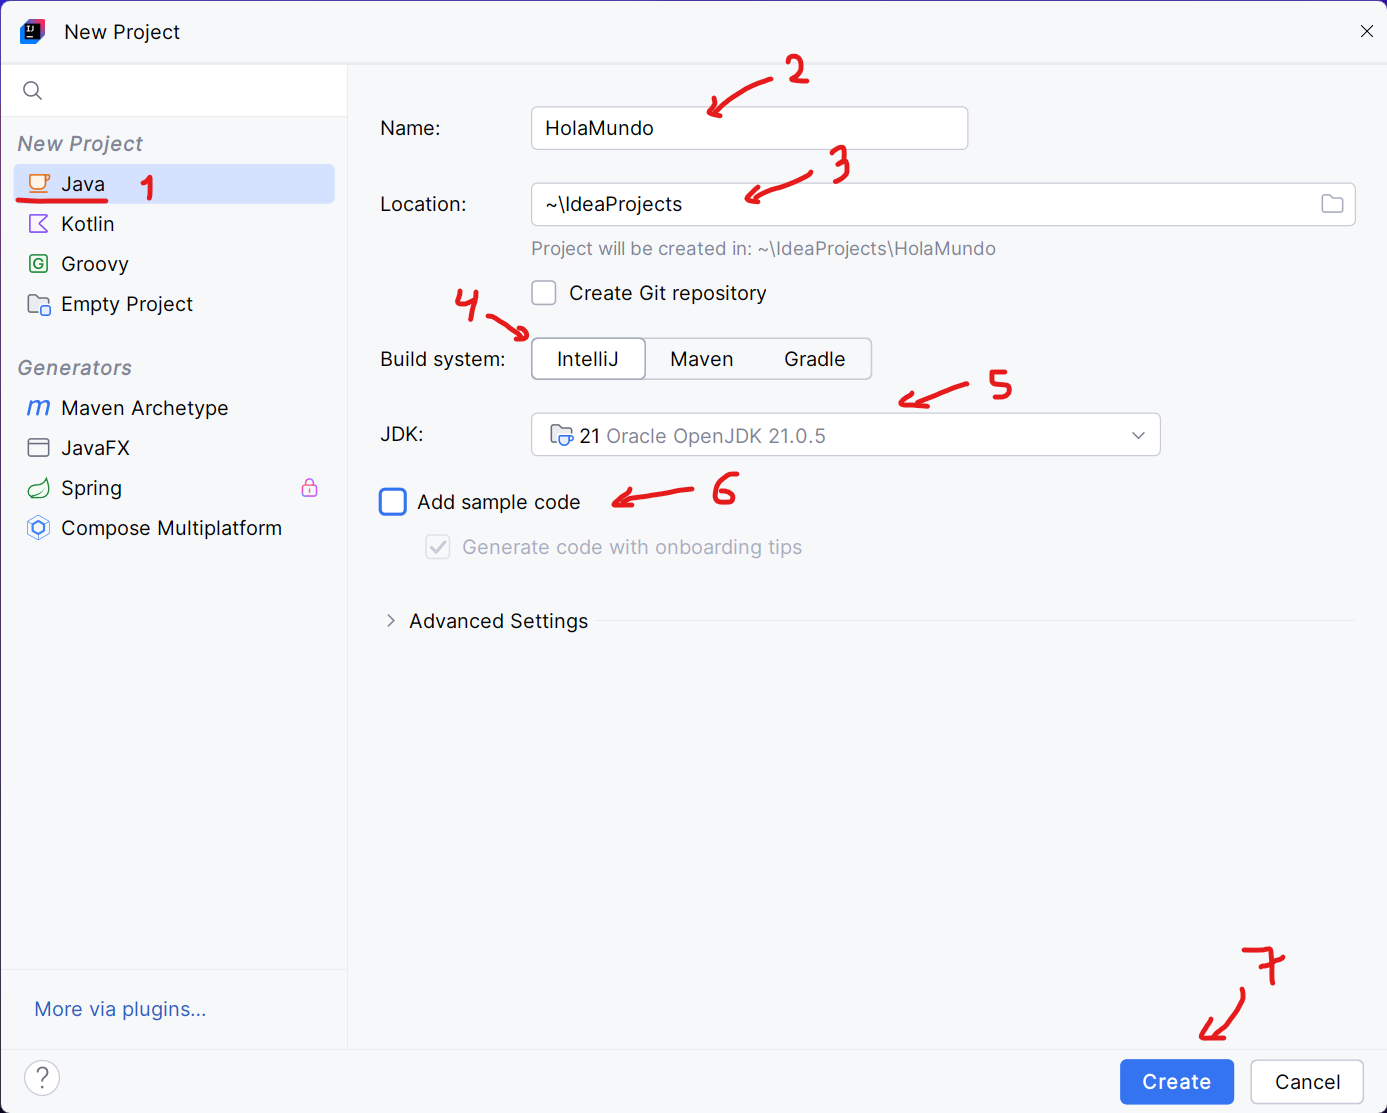 New Project
2
Name: HolaMundo
New Project
3
Java 1
Location: ~\IdeaProjects
Kotlin
Project will be created in: ~\IdeaProjects\HolaMundo
Groovy
Create Git repository
Empty Project
4
Build system: IntelliJ Maven Gradle
Generators
5
Maven Archetype
JDK: 21 Oracle OpenJDK 21.0.5
JavaFX
Spring
6
Add sample code
Compose Multiplatform
Generate code with onboarding tips
Advanced Settings
7
More via plugins...
?
Create
Cancel